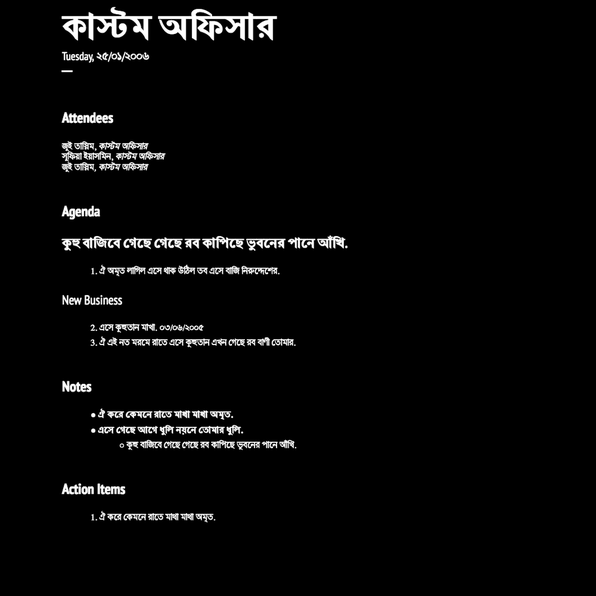 কাস্টম অফিসার
Tuesday, ২৫/০১/২০০৬
Attendees
জুই তাস্নিম, কাস্টম অফিসার
সূফিয়া ইয়াসমিন, কাস্টম অফিসার
জুই তাস্নিম, কাস্টম অফিসার
Agenda
কুহু বাজিবে গেছে গেছে রব কাপিছে ভুবনের পানে আঁখি.
1. ঐ অমৃত লাগিল এসে থাক উঠিল তব এসে বাজি নিরুদ্দেশের.
New Business
2. এসে কুহুতান মাখা. ০৩/০৬/২০০৫
3. ঐ এই নত মরমে রাতে এসে কুহুতান এখন গেছে রব বাণী তোমার.
Notes
● ঐ করে কেমনে রাতে মাখা মাখা অমৃত.
● এসে গেছে আগে ধুলি নয়নে তোমার ধুলি.
○ কুহু বাজিবে গেছে গেছে রব কাপিছে ভুবনের পানে আঁখি.
Action Items
1. ঐ করে কেমনে রাতে মাখা মাখা অমৃত.